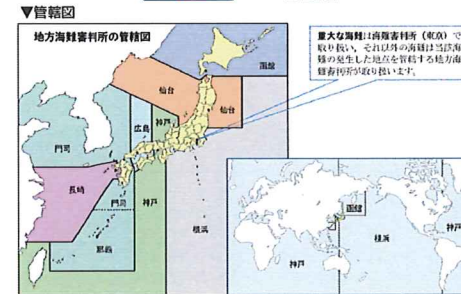 ▼管轄図
地方海難審判所の管轄図
重大な海難は海難審判所（東京）で
取り扱い、それ以外の海難は当該海
難の発生した地点を管轄する地方海
難審判所が取り扱います。
函館
仙台
仙台
広島
神戸
門司
長崎
門司
神戸
那覇
横浜
函館
横浜
神戸
神戸